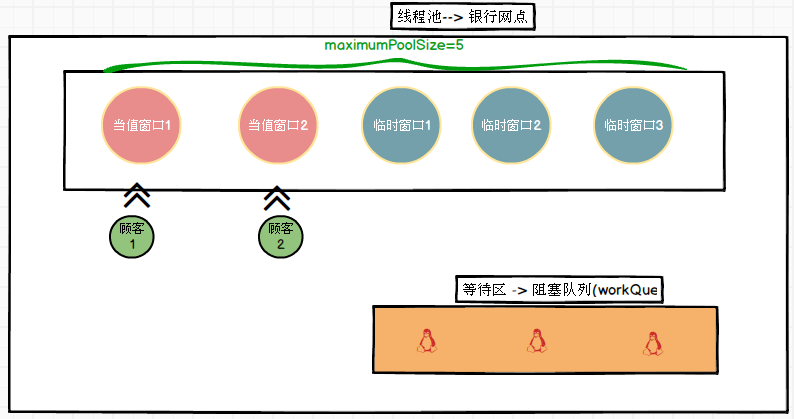 线程池--> 银行网点
maximumPoolSize=5
当值窗口1
当值窗口2
临时窗口1
临时窗口2
临时窗口3
顾客
1
顾客
2
等待区 -> 阻塞队列(workQue